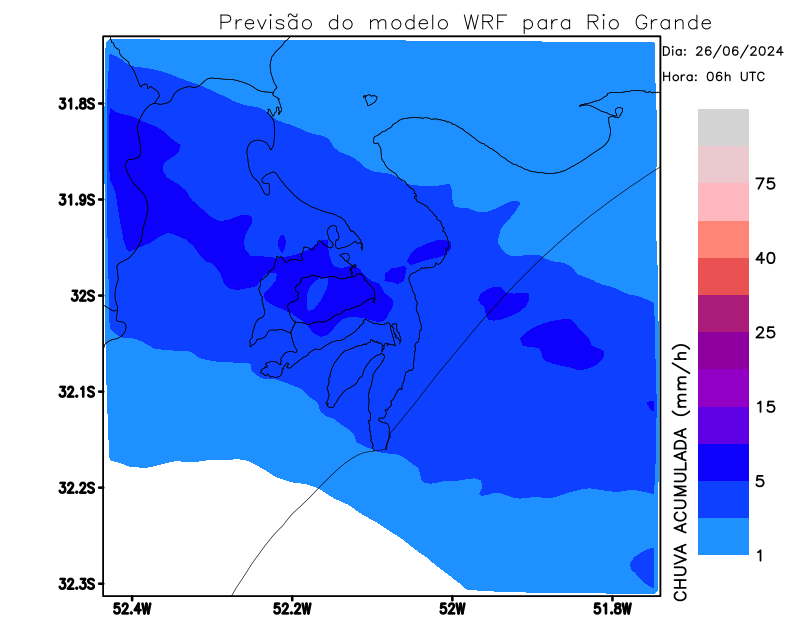 Previsão do modelo WRF para Rio Grande
Dia: 26/06/2024
Hora: 06h UTC
31.8S
31.9S
32S
32.1S
32.2S
32.3S
52.4W
52.2W
52W
51.8W
75
40
25
15
5
1
CHUVA ACUMULADA (mm/h)